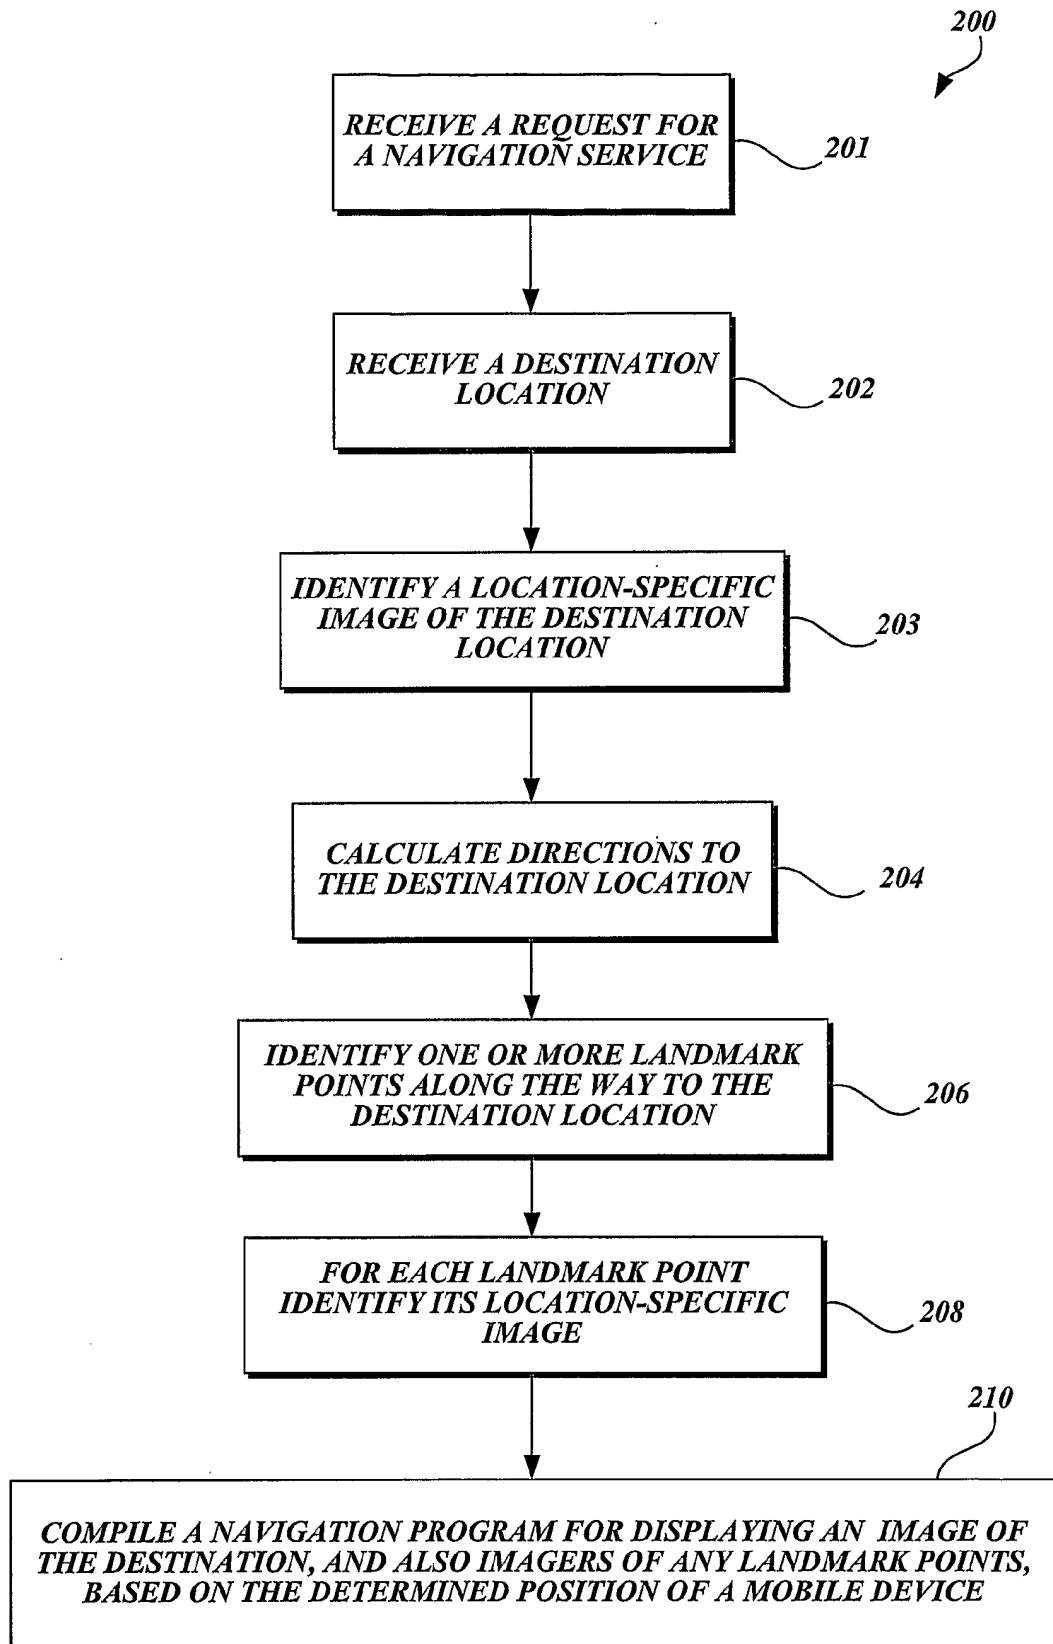 200
RECEIVE A REQUEST FOR
A NAVIGATION SERVICE
201
RECEIVE A DESTINATION
LOCATION
202
IDENTIFY A LOCATION-SPECIFIC
IMAGE OF THE DESTINATION
LOCATION
203
CALCULATE DIRECTIONS TO
THE DESTINATION LOCATION
204
IDENTIFY ONE OR MORE LANDMARK
POINTS ALONG THE WAY TO THE
DESTINATION LOCATION
206
FOR EACH LANDMARK POINT
IDENTIFY ITS LOCATION-SPECIFIC
IMAGE
208
210
COMPILE A NAVIGATION PROGRAM FOR DISPLAYING AN IMAGE OF
THE DESTINATION, AND ALSO IMAGERS OF ANY LANDMARK POINTS,
BASED ON THE DETERMINED POSITION OF A MOBILE DEVICE